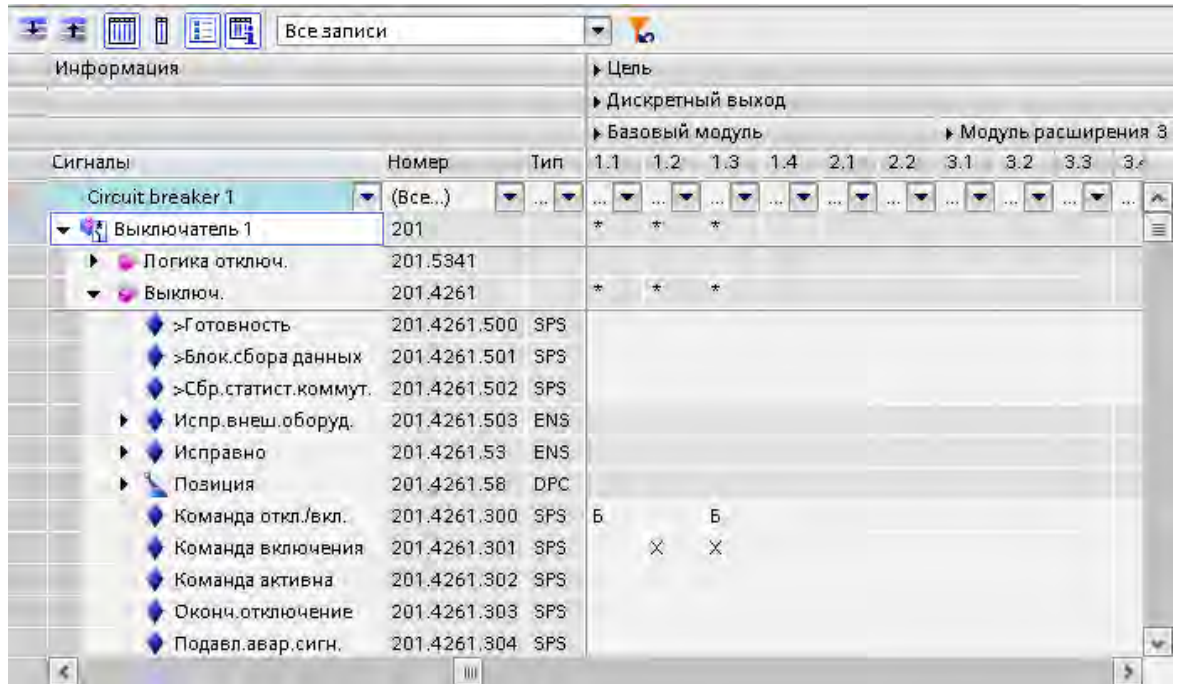 Все записи
Информация ▸ Цель
▸ Дискретный выход
▸ Базовый модуль ▸ Модуль расширения 3
Сигналы Номер Тип 1.1 1.2 1.3 1.4 2.1 2.2 3.1 3.2 3.3 3.4
Circuit breaker 1 (Все...) ... ... ... ... ... ... ... ... ... ... ...
Выключатель 1 201 * * *
Логика отключ. 201.5341
Выключ. 201.4261 * * *
>Готовность 201.4261.500 SPS
>Блок.сбора данных 201.4261.501 SPS
>Сбр.статист.коммут. 201.4261.502 SPS
Испр.внеш.оборуд. 201.4261.503 ENS
Исправно 201.4261.53 ENS
Позиция 201.4261.58 DPC
Команда откл./вкл. 201.4261.300 SPS Б Б
Команда включения 201.4261.301 SPS X X
Команда активна 201.4261.302 SPS
Оконч.отключение 201.4261.303 SPS
Подавл.авар.сигн. 201.4261.304 SPS